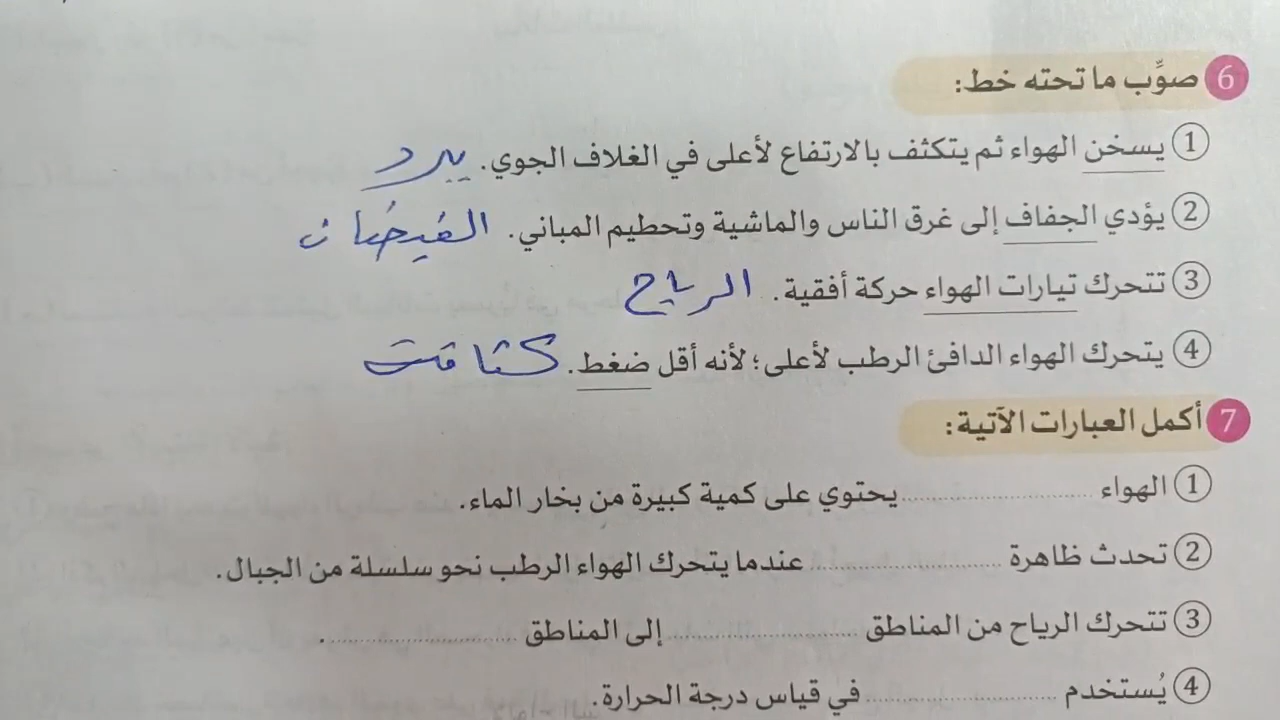 6 صوِّب ما تحته خط:
1 يسخن الهواء ثم يتكثف بالارتفاع لأعلى في الغلاف الجوي. يبرد
2 يؤدي الجفاف إلى غرق الناس والماشية وتحطيم المباني. الفيضان
3 تتحرك تيارات الهواء حركة أفقية. الرياح
4 يتحرك الهواء الدافئ الرطب لأعلى؛ لأنه أقل ضغط. كثافة
7 أكمل العبارات الآتية:
1 الهواء .................... يحتوي على كمية كبيرة من بخار الماء.
2 تحدث ظاهرة .................... عندما يتحرك الهواء الرطب نحو سلسلة من الجبال.
3 تتحرك الرياح من المناطق .................... إلى المناطق .................... .
4 يُستخدم .................... في قياس درجة الحرارة.